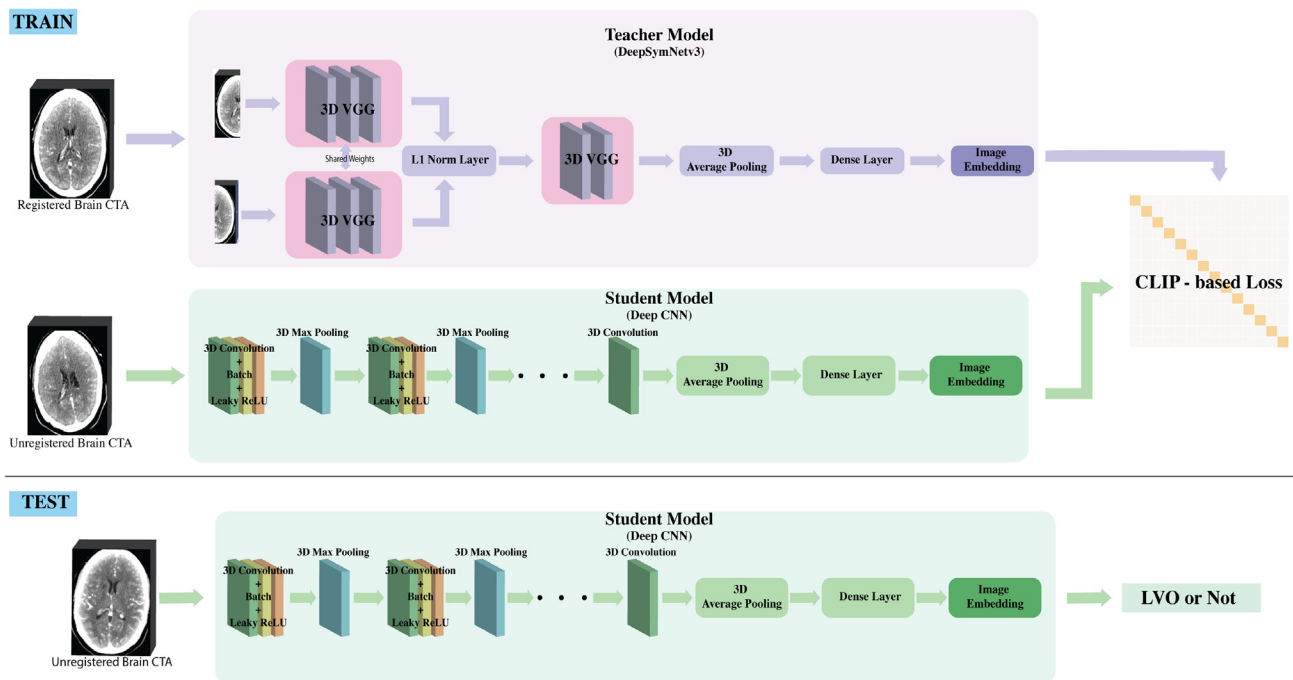 TRAIN
Teacher Model
(DeepSymNetv3)
3D VGG
Shared Weights
3D VGG
L1 Norm Layer
3D VGG
3D
Average Pooling
Dense Layer
Image
Embedding
Registered Brain CTA
CLIP - based Loss
Student Model
(Deep CNN)
3D Convolution
+
Batch
+
Leaky ReLU
3D Max Pooling
3D Convolution
+
Batch
+
Leaky ReLU
3D Max Pooling
• • •
3D Convolution
3D
Average Pooling
Dense Layer
Image
Embedding
Unregistered Brain CTA
TEST
Student Model
(Deep CNN)
3D Convolution
+
Batch
+
Leaky ReLU
3D Max Pooling
3D Convolution
+
Batch
+
Leaky ReLU
3D Max Pooling
• • •
3D Convolution
3D
Average Pooling
Dense Layer
Image
Embedding
LVO or Not
Unregistered Brain CTA